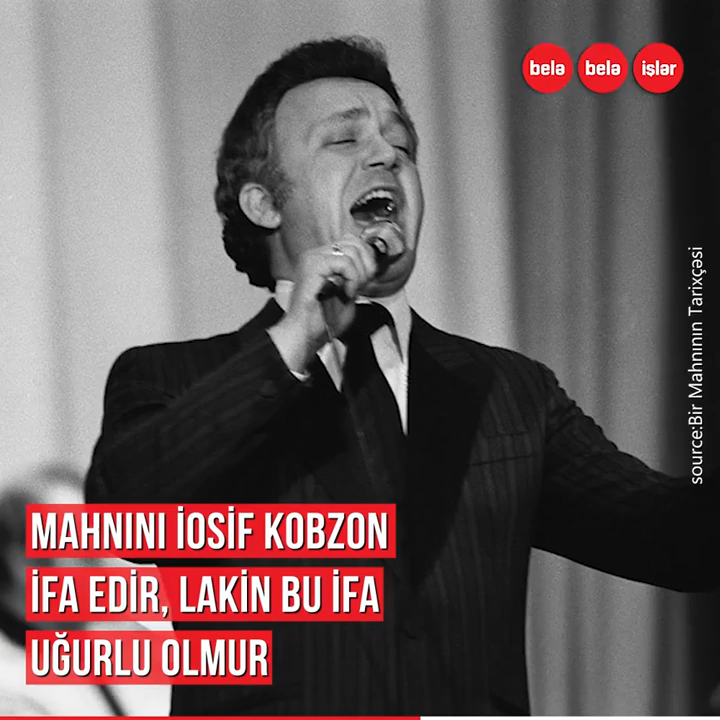 belə belə işlər
source:Bir Mahnının Tarixçəsi
MAHNINI İOSİF KOBZON
İFA EDİR, LAKİN BU İFA
UĞURLU OLMUR